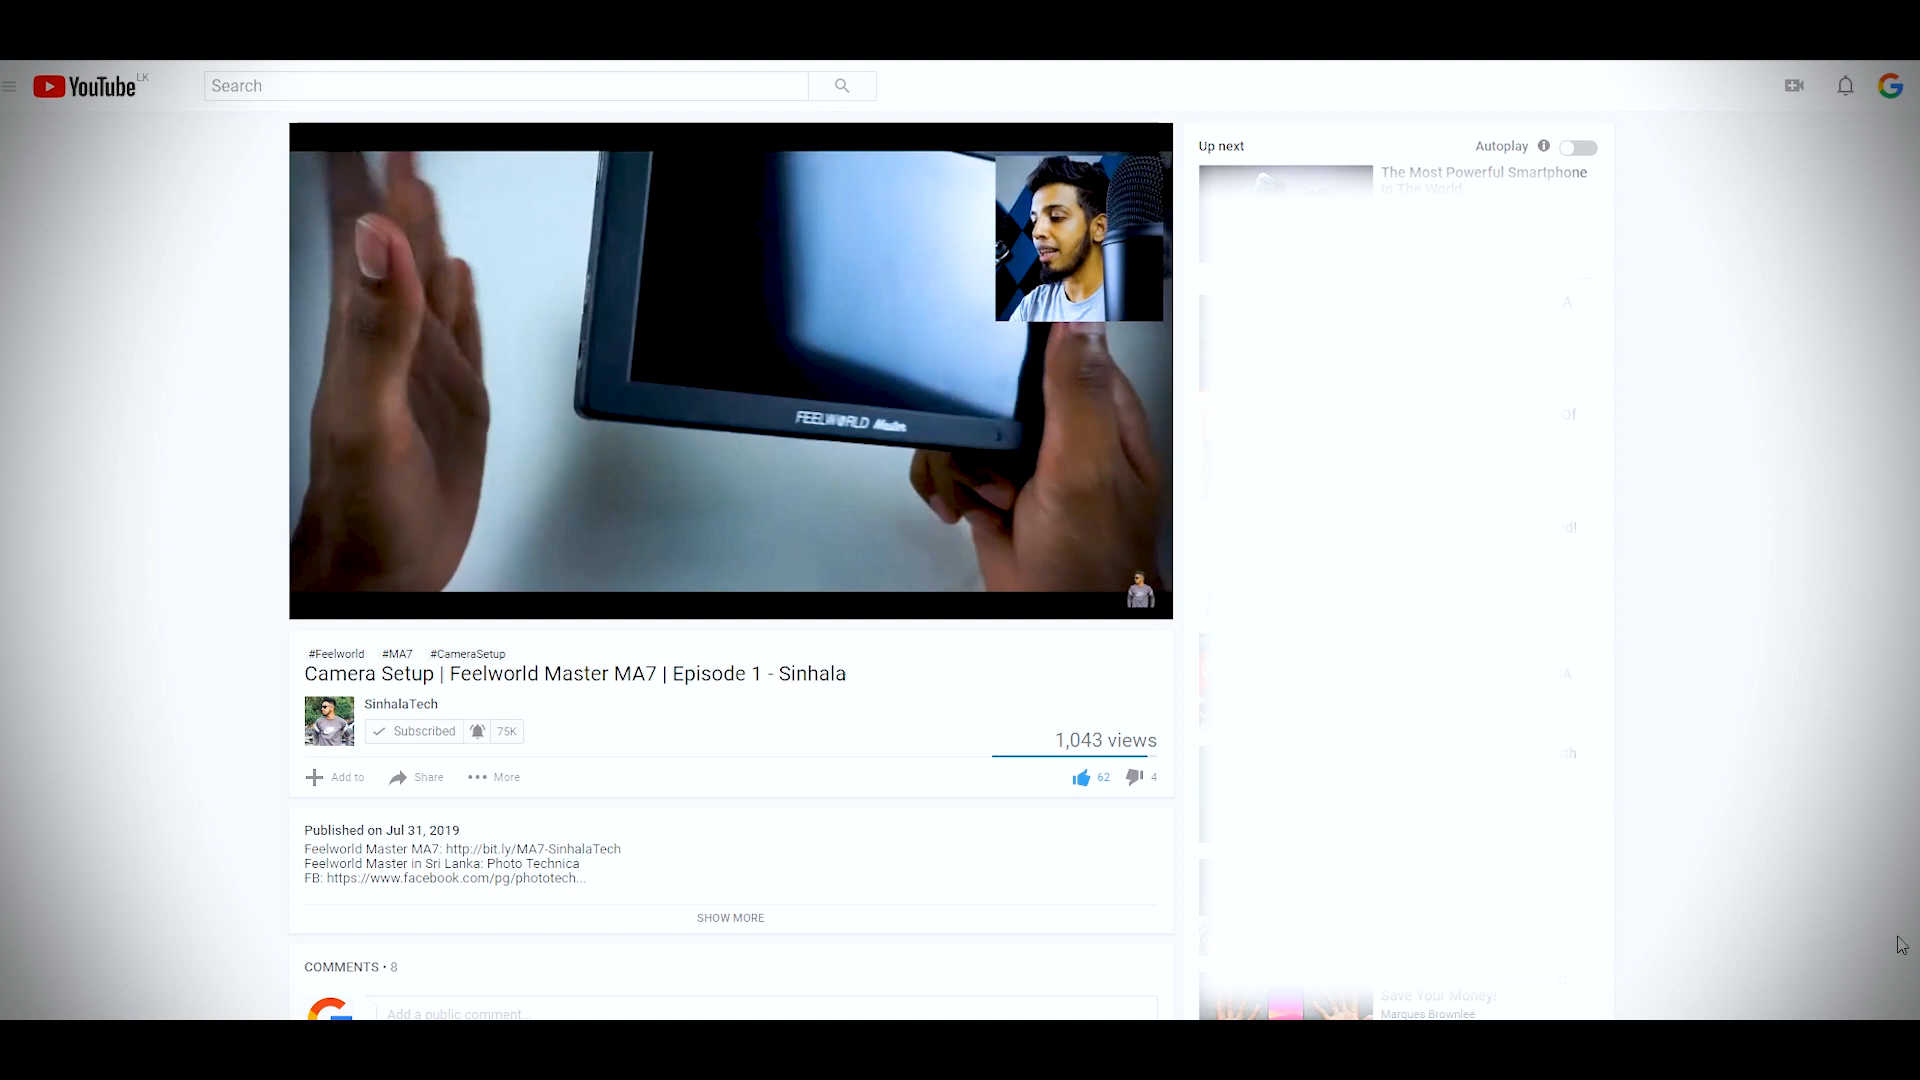 YouTube LK
Search
FEELWORLD Master
Up next
Autoplay
The Most Powerful Smartphone
In The World
A
Of
ed!
A
th
Save Your Money!
Marques Brownlee
#Feelworld #MA7 #CameraSetup
Camera Setup | Feelworld Master MA7 | Episode 1 - Sinhala
SinhalaTech
Subscribed 75K
1,043 views
Add to Share More 62 4
Published on Jul 31, 2019
Feelworld Master MA7: http://bit.ly/MA7-SinhalaTech
Feelworld Master in Sri Lanka: Photo Technica
FB: https://www.facebook.com/pg/phototech...
SHOW MORE
COMMENTS • 8
Add a public comment...